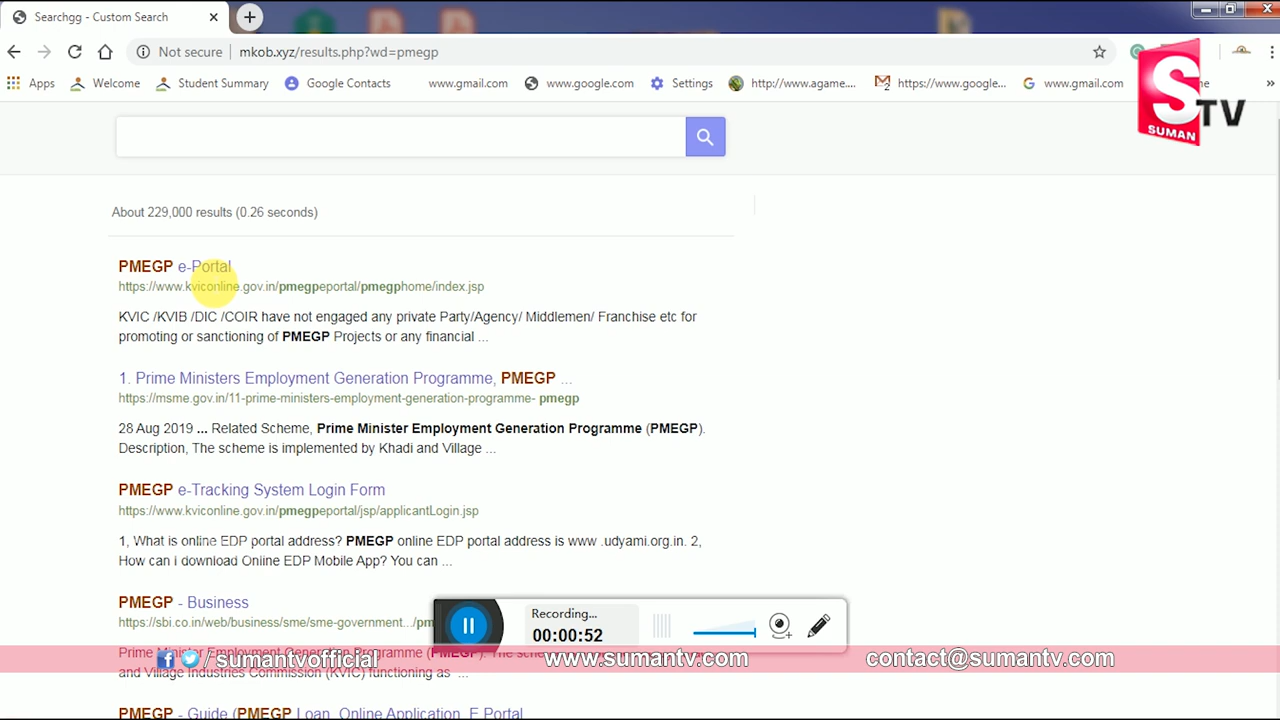 Searchgg - Custom Search
Not secure | mkob.xyz/results.php?wd=pmegp
Apps Welcome Student Summary Google Contacts www.gmail.com www.google.com Settings http://www.agame.... https://www.google... www.gmail.com
S TV
SUMAN
About 229,000 results (0.26 seconds)
PMEGP e-Portal
https://www.kviconline.gov.in/pmegpeportal/pmegphome/index.jsp
KVIC /KVIB /DIC /COIR have not engaged any private Party/Agency/ Middlemen/ Franchise etc for
promoting or sanctioning of PMEGP Projects or any financial ...
1. Prime Ministers Employment Generation Programme, PMEGP ...
https://msme.gov.in/11-prime-ministers-employment-generation-programme- pmegp
28 Aug 2019 ... Related Scheme, Prime Minister Employment Generation Programme (PMEGP).
Description, The scheme is implemented by Khadi and Village ...
PMEGP e-Tracking System Login Form
https://www.kviconline.gov.in/pmegpeportal/jsp/applicantLogin.jsp
1, What is online EDP portal address? PMEGP online EDP portal address is www .udyami.org.in. 2,
How can i download Online EDP Mobile App? You can ...
PMEGP - Business
https://sbi.co.in/web/business/sme/sme-government.../pm
Recording...
00:00:52
Prime Minister Employment Generation Programme (PMEGP). The sche
/ sumantvofficial www.sumantv.com contact@sumantv.com
and Village Industries Commission (KVIC) functioning as ...
PMEGP - Guide (PMEGP Loan, Online Application, E Portal